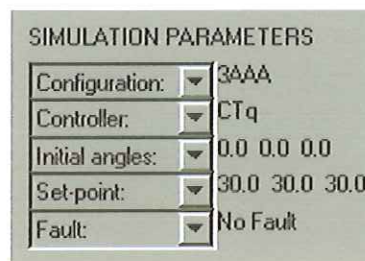 SIMULATION PARAMETERS
Configuration: 3AAA
Controller: CTq
Initial angles: 0.0 0.0 0.0
Set-point: 30.0 30.0 30.0
Fault: No Fault